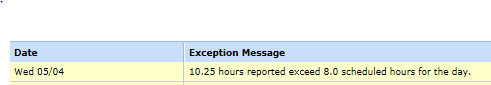 Date Exception Message
Wed 05/04 10.25 hours reported exceed 8.0 scheduled hours for the day.